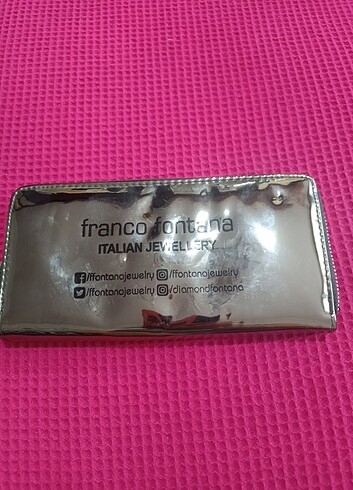 franco fontana
ITALIAN JEWELLERY
/ffontanajewelry /ffontanajewelry
/ffontanajewelry /diamondfontana